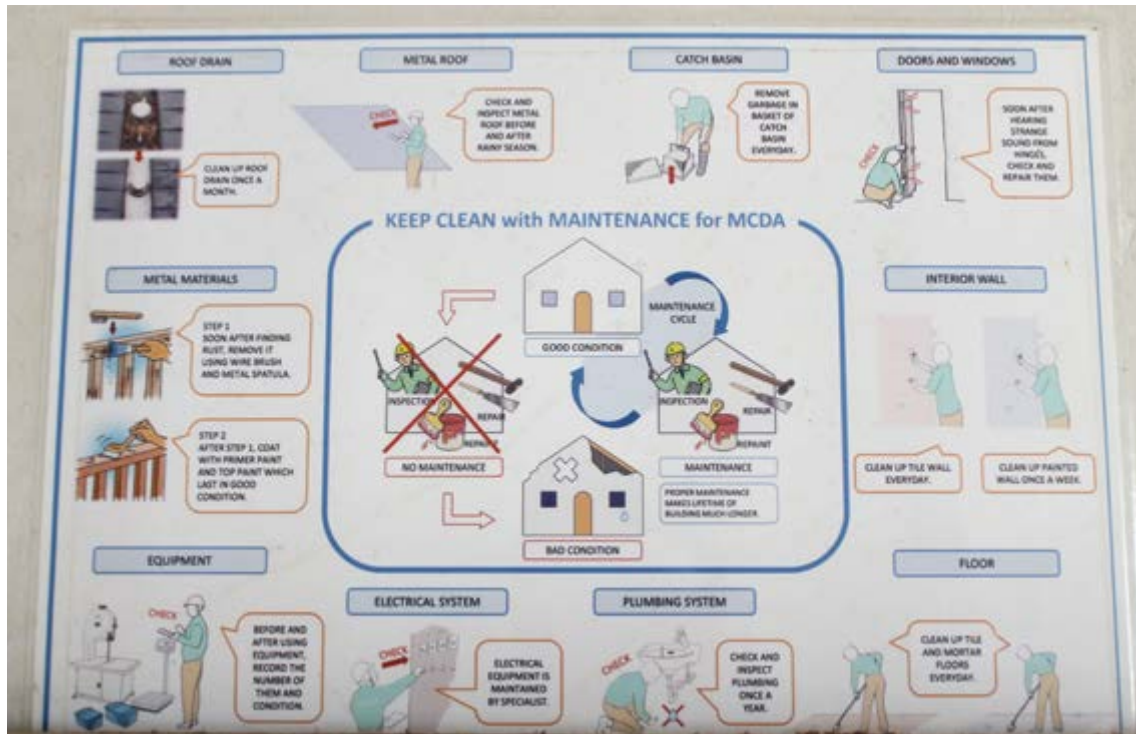 ROOF DRAIN
CLEAN UP ROOF
DRAIN ONCE A
MONTH.
METAL ROOF
CHECK
CHECK AND
INSPECT METAL
ROOF BEFORE
AND AFTER
RAINY SEASON.
CATCH BASIN
REMOVE
GARBAGE IN
BASKET OF
CATCH
BASIN
EVERYDAY.
DOORS AND WINDOWS
CHECK
SOON AFTER
HEARING
STRANGE
SOUND FROM
HINGES,
CHECK AND
REPAIR THEM.
KEEP CLEAN with MAINTENANCE for MCDA
GOOD CONDITION
MAINTENANCE
CYCLE
INSPECTION
REPAIR
REPAINT
NO MAINTENANCE
INSPECTION
REPAIR
REPAINT
MAINTENANCE
PROPER MAINTENANCE
MAKES LIFETIME OF
BUILDING MUCH LONGER.
BAD CONDITION
METAL MATERIALS
STEP 1
SOON AFTER FINDING
RUST, REMOVE IT
USING WIRE BRUSH
AND METAL SPATULA.
STEP 2
AFTER STEP 1, COAT
WITH PRIMER PAINT
AND TOP PAINT WHICH
LAST IN GOOD
CONDITION.
INTERIOR WALL
CLEAN UP TILE WALL
EVERYDAY.
CLEAN UP PAINTED
WALL ONCE A WEEK.
EQUIPMENT
CHECK
BEFORE AND
AFTER USING
EQUIPMENT,
RECORD THE
NUMBER OF
THEM AND
CONDITION.
ELECTRICAL SYSTEM
CHECK
ELECTRICAL
EQUIPMENT IS
MAINTAINED
BY SPECIALIST.
PLUMBING SYSTEM
CHECK
CHECK AND
INSPECT
PLUMBING
ONCE A
YEAR.
FLOOR
CLEAN UP TILE
AND MORTAR
FLOORS
EVERYDAY.